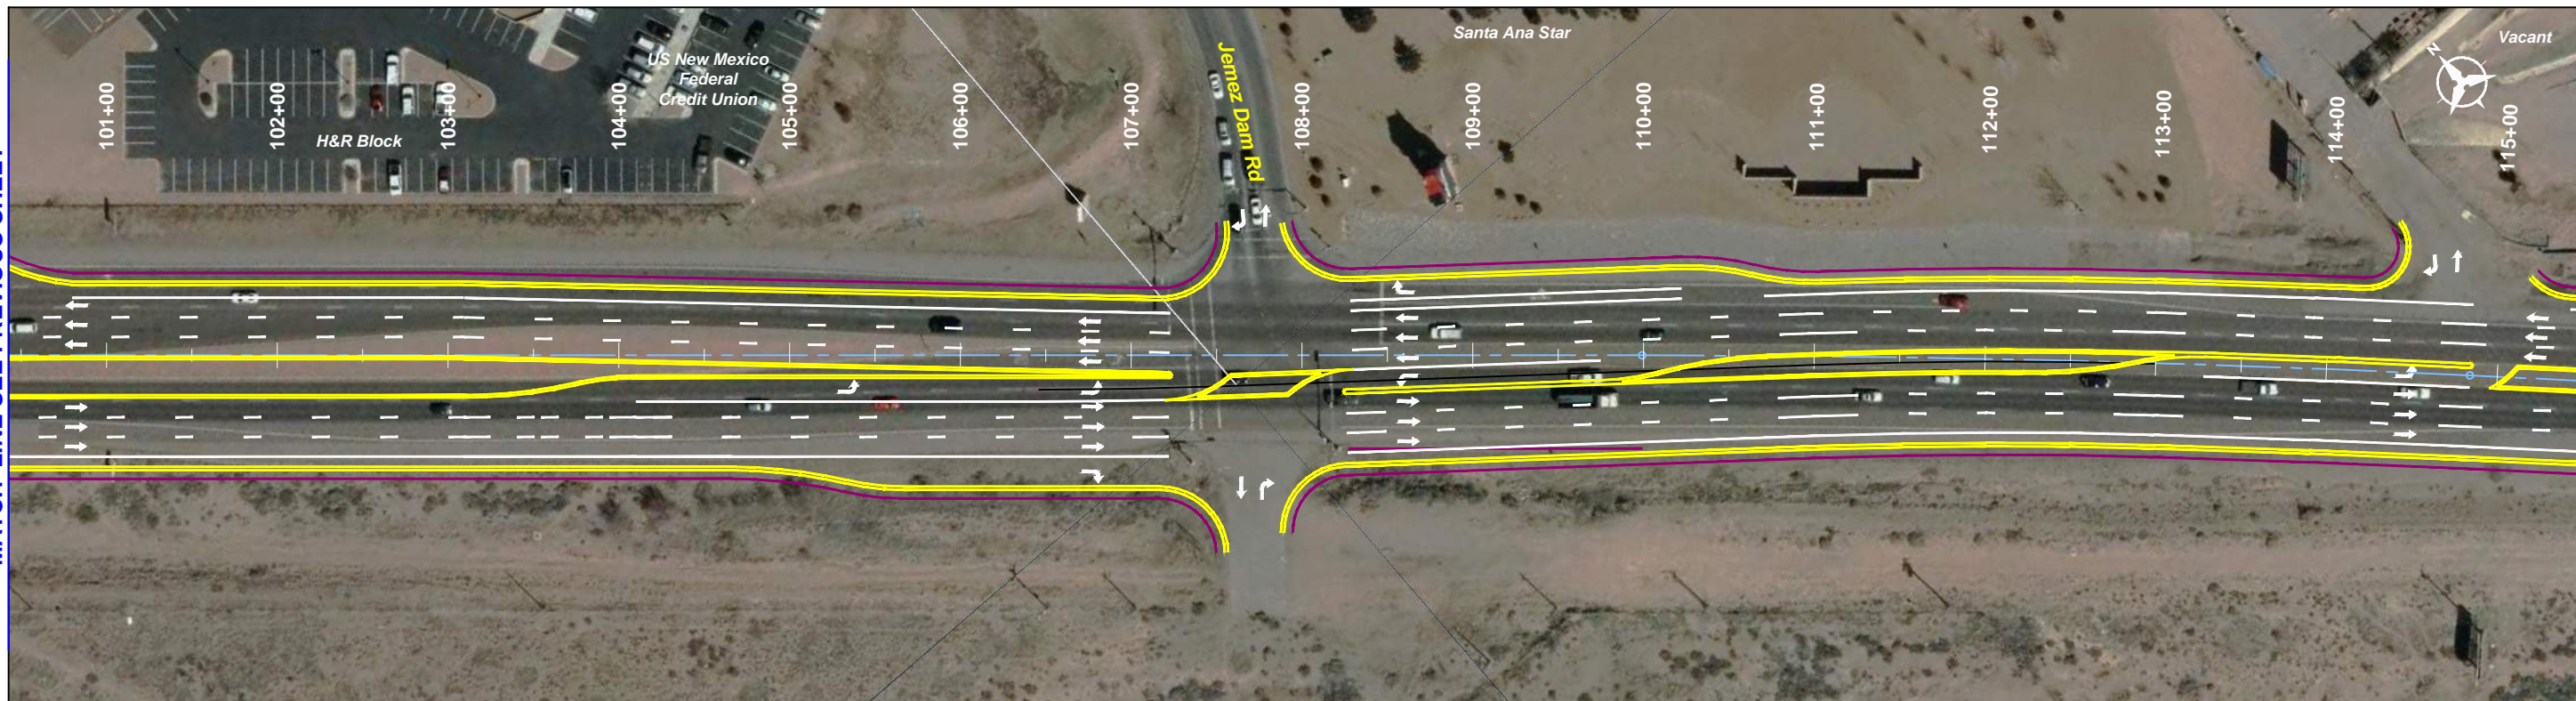 Santa Ana Star
Vacant
N
US New Mexico
Federal
Credit Union
H&R Block
Jemez Dam Rd
101+00
102+00
103+00
104+00
105+00
106+00
107+00
108+00
109+00
110+00
111+00
112+00
113+00
114+00
115+00